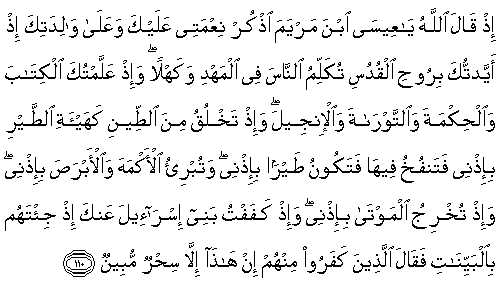 إِذْ قَالَ ٱللَّهُ يَـٰعِيسَى ٱبْنَ مَرْيَمَ ٱذْكُرْ نِعْمَتِى عَلَيْكَ وَعَلَىٰ وَٰلِدَتِكَ إِذْ
أَيَّدتُّكَ بِرُوحِ ٱلْقُدُسِ تُكَلِّمُ ٱلنَّاسَ فِى ٱلْمَهْدِ وَكَهْلًا ۖ وَإِذْ عَلَّمْتُكَ ٱلْكِتَـٰبَ
وَٱلْحِكْمَةَ وَٱلتَّوْرَىٰةَ وَٱلْإِنجِيلَ ۖ وَإِذْ تَخْلُقُ مِنَ ٱلطِّينِ كَهَيْـَٔةِ ٱلطَّيْرِ
بِإِذْنِى فَتَنفُخُ فِيهَا فَتَكُونُ طَيْرًۢا بِإِذْنِى ۖ وَتُبْرِئُ ٱلْأَكْمَهَ وَٱلْأَبْرَصَ بِإِذْنِى ۖ
وَإِذْ تُخْرِجُ ٱلْمَوْتَىٰ بِإِذْنِى ۖ وَإِذْ كَفَفْتُ بَنِىٓ إِسْرَٰٓءِيلَ عَنكَ إِذْ جِئْتَهُم
بِٱلْبَيِّنَـٰتِ فَقَالَ ٱلَّذِينَ كَفَرُوا۟ مِنْهُمْ إِنْ هَـٰذَآ إِلَّا سِحْرٌ مُّبِينٌ ١١٠